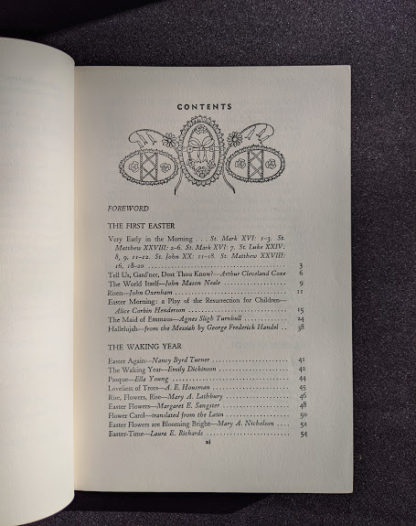 CONTENTS
FOREWORD
THE FIRST EASTER
Very Early in the Morning . . . St. Mark XVI: 1-3. St.
Matthew XXVIII: 2-6. St. Mark XVI: 7. St. Luke XXIV:
8, 9, 11-12. St. John XX: 11-18. St. Matthew XXVIII:
16, 18-20 3
Tell Us, Gard'ner, Dost Thou Know?—Arthur Cleveland Coxe 6
The World Itself—John Mason Neale 9
Risen—John Oxenham 11
Easter Morning: a Play of the Resurrection for Children—
Alice Corbin Henderson 15
The Maid of Emmaus—Agnes Sligh Turnbull 24
Hallelujah—from the Messiah by George Frederick Handel 38
THE WAKING YEAR
Easter Again—Nancy Byrd Turner 41
The Waking Year—Emily Dickinson 42
Pasque—Ella Young 44
Loveliest of Trees—A. E. Housman 45
Rise, Flowers, Rise—Mary A. Lathbury 46
Easter Flowers—Margaret E. Sangster 48
Flower Carol—translated from the Latin 50
Easter Flowers are Blooming Bright—Mary A. Nicholson 52
Easter-Time—Laura E. Richards 54
xi